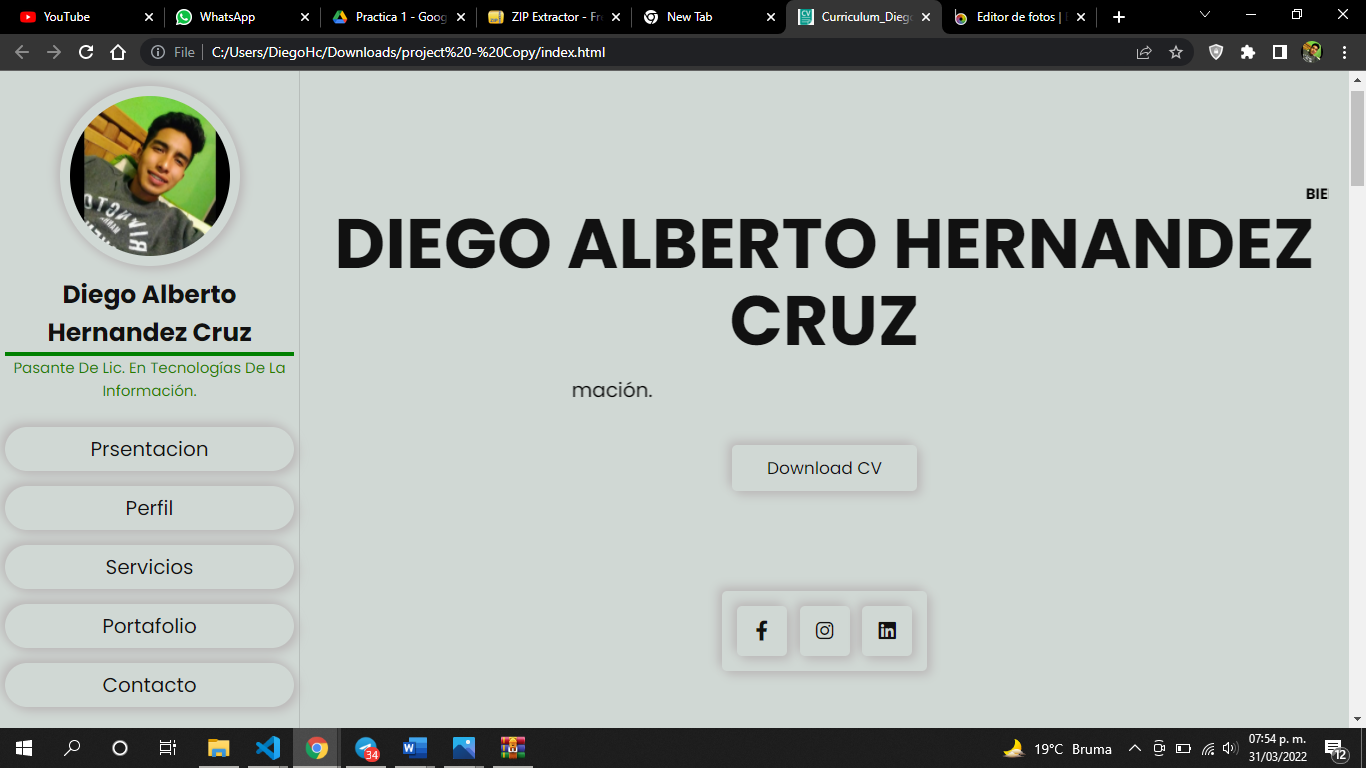 YouTube
WhatsApp
Practica 1 - Goog
ZIP Extractor - Fr
New Tab
Curriculum_Dieg
Editor de fotos |
File
C:/Users/DiegoHc/Downloads/project%20-%20Copy/index.html
BIE
DIEGO ALBERTO HERNANDEZ
CRUZ
mación.
Download CV
Diego Alberto
Hernandez Cruz
Pasante De Lic. En Tecnologías De La
Información.
Prsentacion
Perfil
Servicios
Portafolio
Contacto
34
19°C Bruma
07:54 p. m.
31/03/2022
12